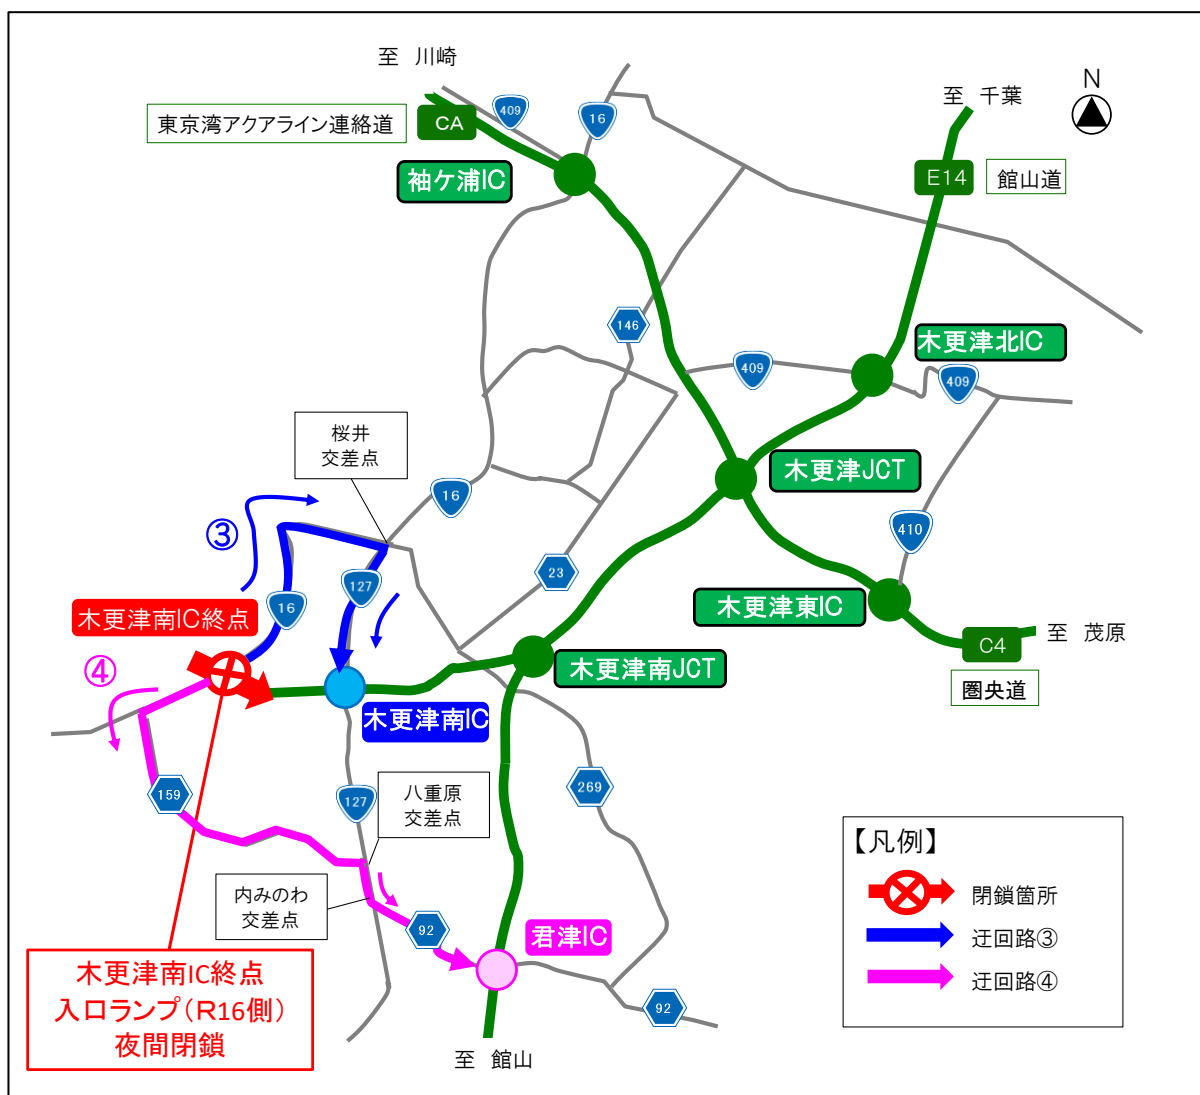 至 川崎
N
至 千葉
409
16
東京湾アクアライン連絡道
CA
袖ケ浦IC
E14
館山道
146
木更津北IC
409
409
桜井
交差点
木更津JCT
16
③
410
23
127
木更津南IC終点
16
木更津東IC
至 茂原
C4
圏央道
④
木更津南JCT
木更津南IC
159
127
八重原
交差点
269
内みのわ
交差点
92
君津IC
92
木更津南IC終点
入口ランプ（R16側）
夜間閉鎖
至 館山
【凡例】
閉鎖箇所
迂回路③
迂回路④